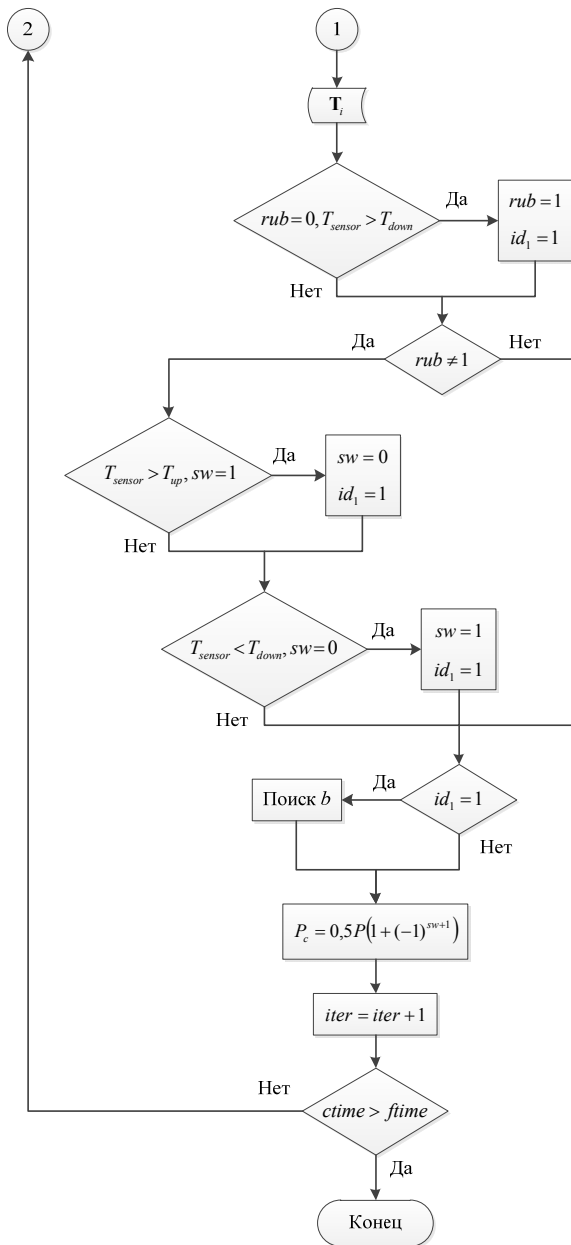 2
1
T_i
rub = 0, T_sensor > T_down
Да
rub = 1
id_1 = 1
Нет
Да
rub ≠ 1
Нет
T_sensor > T_up, sw = 1
Да
sw = 0
id_1 = 1
Нет
T_sensor < T_down, sw = 0
Да
sw = 1
id_1 = 1
Нет
Поиск b
Да
id_1 = 1
Нет
P_c = 0,5P(1 + (−1)^{sw+1})
iter = iter + 1
Нет
ctime > ftime
Да
Конец